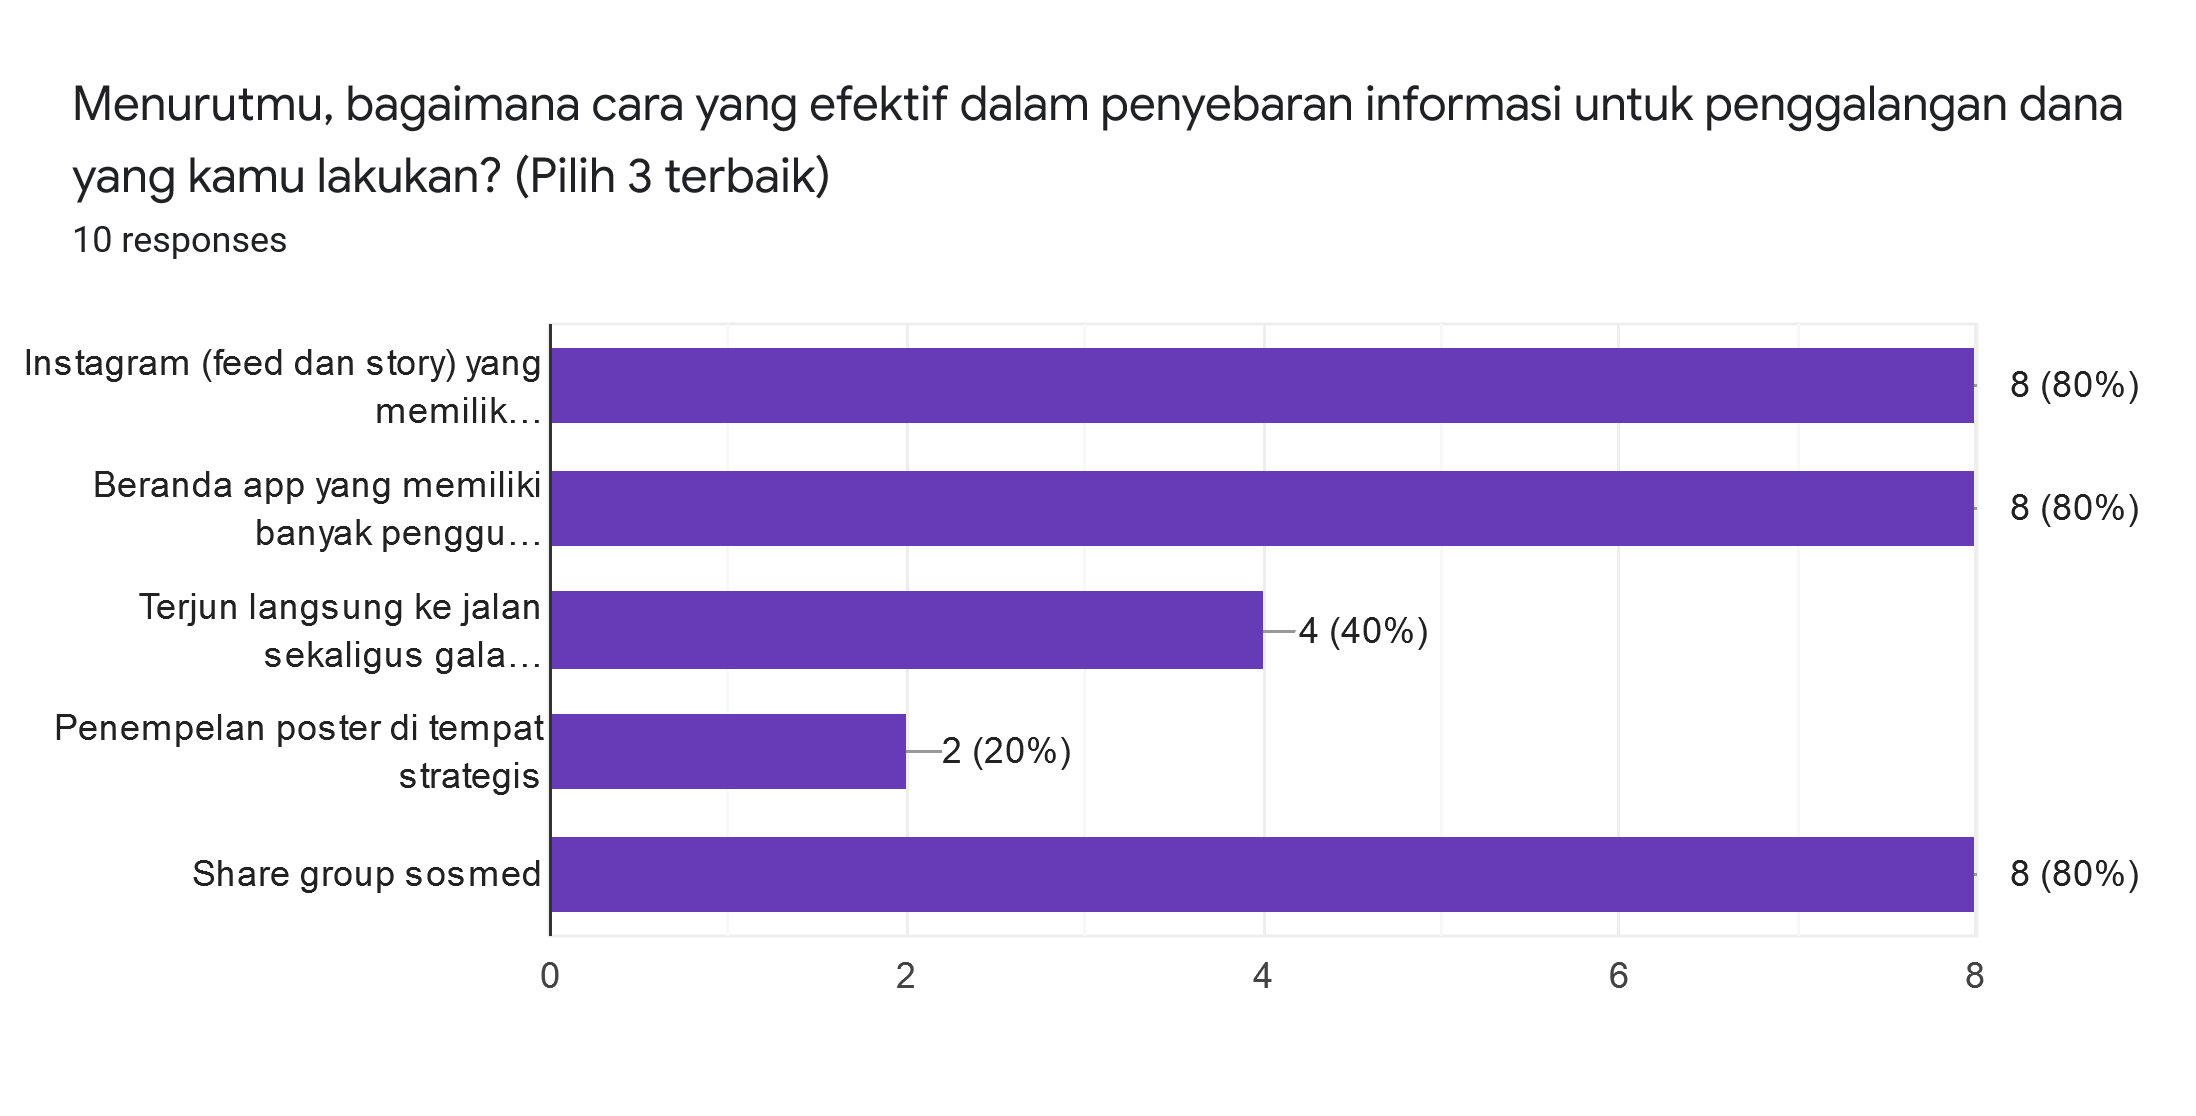 Menurutmu, bagaimana cara yang efektif dalam penyebaran informasi untuk penggalangan dana
yang kamu lakukan? (Pilih 3 terbaik)
10 responses
Instagram (feed dan story) yang
memilik…
8 (80%)
Beranda app yang memiliki
banyak penggu…
8 (80%)
Terjun langsung ke jalan
sekaligus gala…
4 (40%)
Penempelan poster di tempat
strategis
2 (20%)
Share group sosmed
8 (80%)
0 2 4 6 8